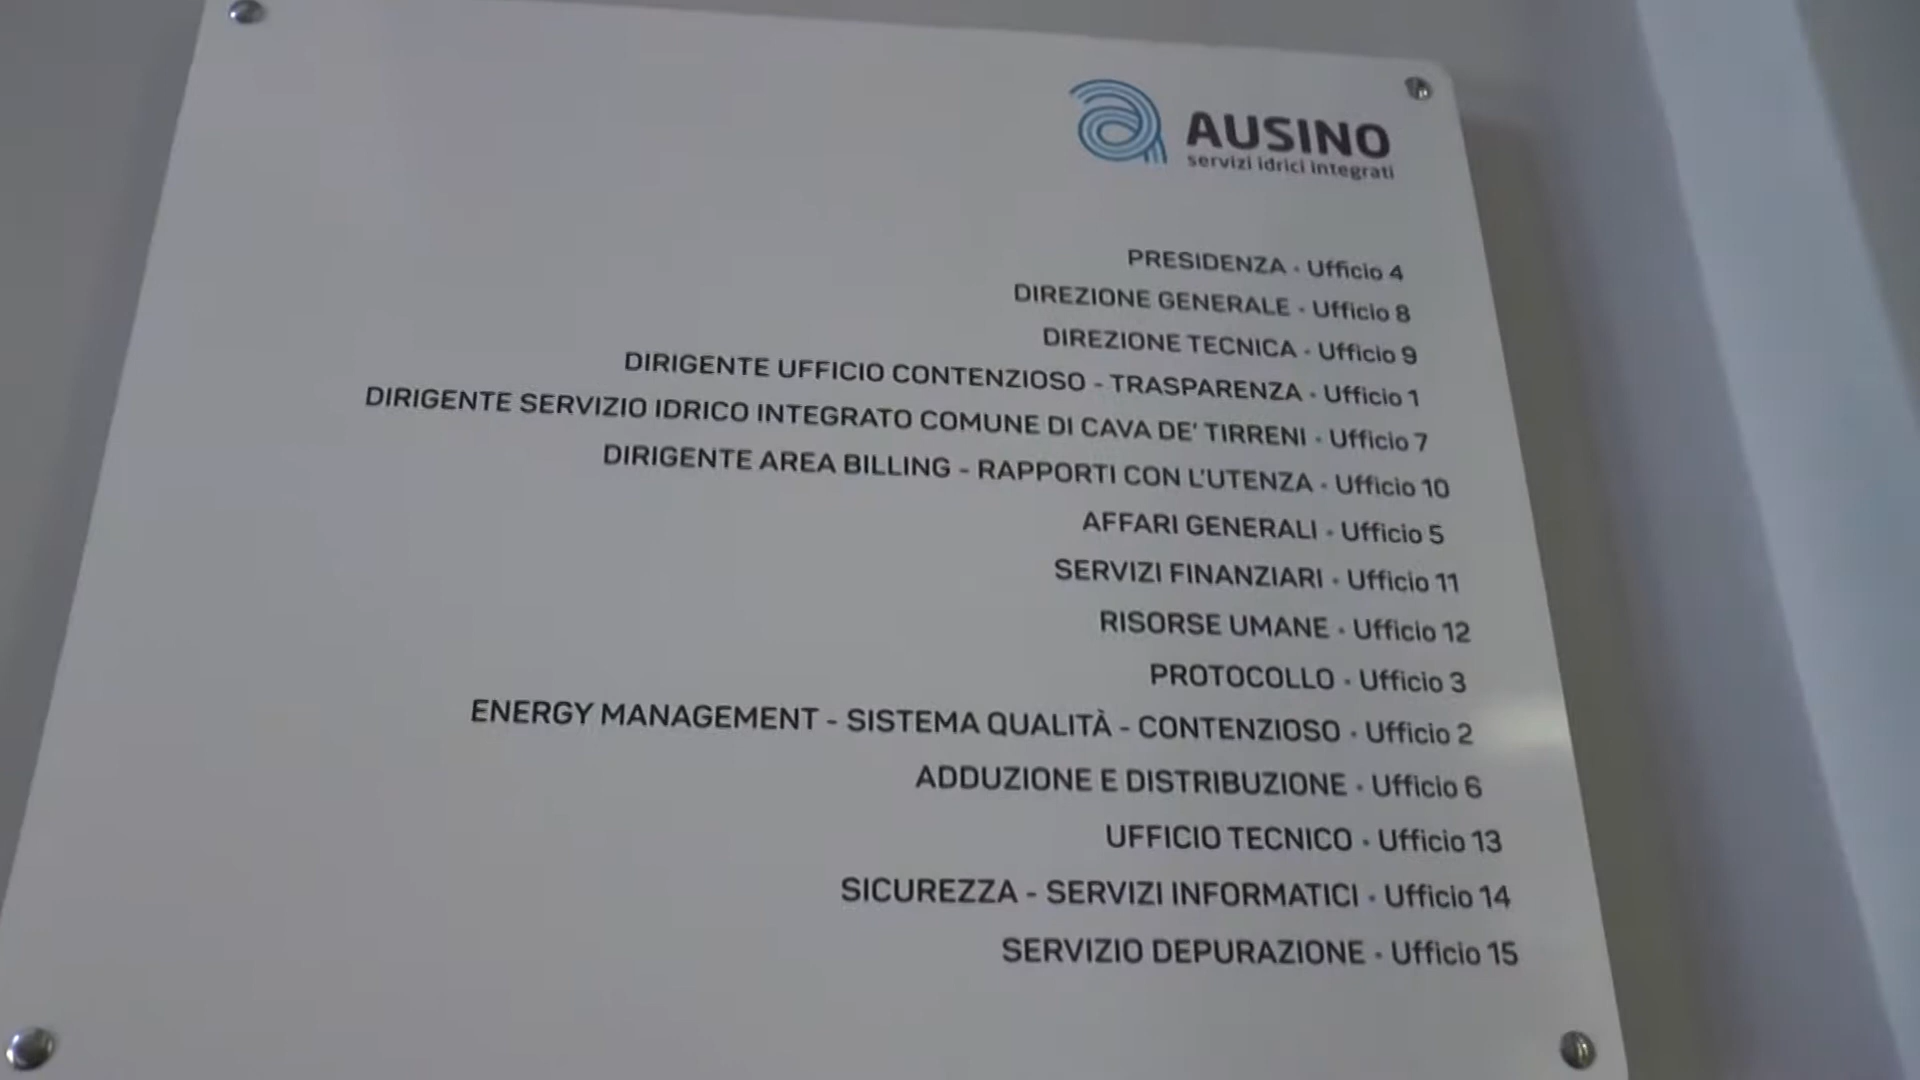 AUSINO
servizi idrici integrati
PRESIDENZA • Ufficio 4
DIREZIONE GENERALE • Ufficio 8
DIREZIONE TECNICA • Ufficio 9
DIRIGENTE UFFICIO CONTENZIOSO - TRASPARENZA • Ufficio 1
DIRIGENTE SERVIZIO IDRICO INTEGRATO COMUNE DI CAVA DE' TIRRENI • Ufficio 7
DIRIGENTE AREA BILLING - RAPPORTI CON L'UTENZA • Ufficio 10
AFFARI GENERALI • Ufficio 5
SERVIZI FINANZIARI • Ufficio 11
RISORSE UMANE • Ufficio 12
PROTOCOLLO • Ufficio 3
ENERGY MANAGEMENT - SISTEMA QUALITÀ - CONTENZIOSO • Ufficio 2
ADDUZIONE E DISTRIBUZIONE • Ufficio 6
UFFICIO TECNICO • Ufficio 13
SICUREZZA - SERVIZI INFORMATICI • Ufficio 14
SERVIZIO DEPURAZIONE • Ufficio 15